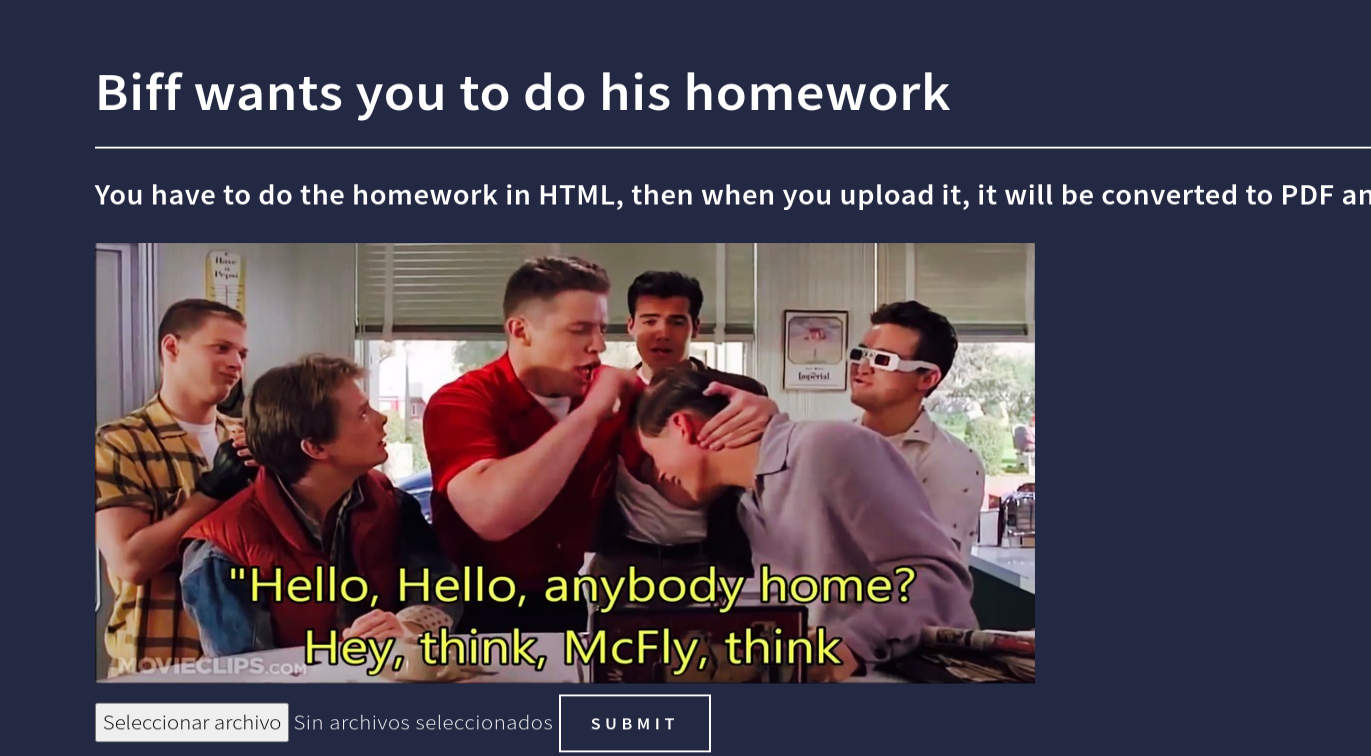 Biff wants you to do his homework
You have to do the homework in HTML, then when you upload it, it will be converted to PDF an
Have
a
Pepsi
Imperial
"Hello, Hello, anybody home?
Hey, think, McFly, think
MOVIECLIPS.COM
Seleccionar archivo Sin archivos seleccionados SUBMIT